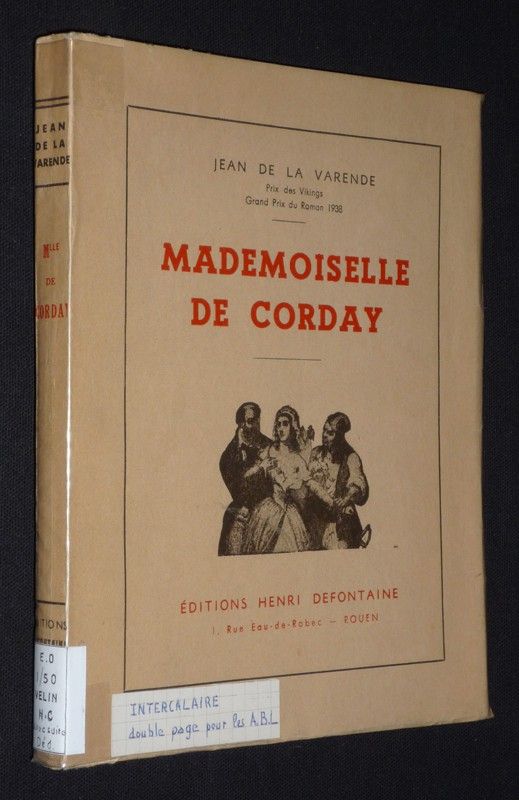 JEAN
DE LA
VARENDE
Mlle
DE
CORDAY
E.O
1/50
VELIN
H.C
Déd.
JEAN DE LA VARENDE
Prix des Vikings
Grand Prix du Roman 1938
MADEMOISELLE
DE CORDAY
ÉDITIONS HENRI DEFONTAINE
1, Rue Eau-de-Robec — ROUEN
INTERCALAIRE
double page pour les A.B.L